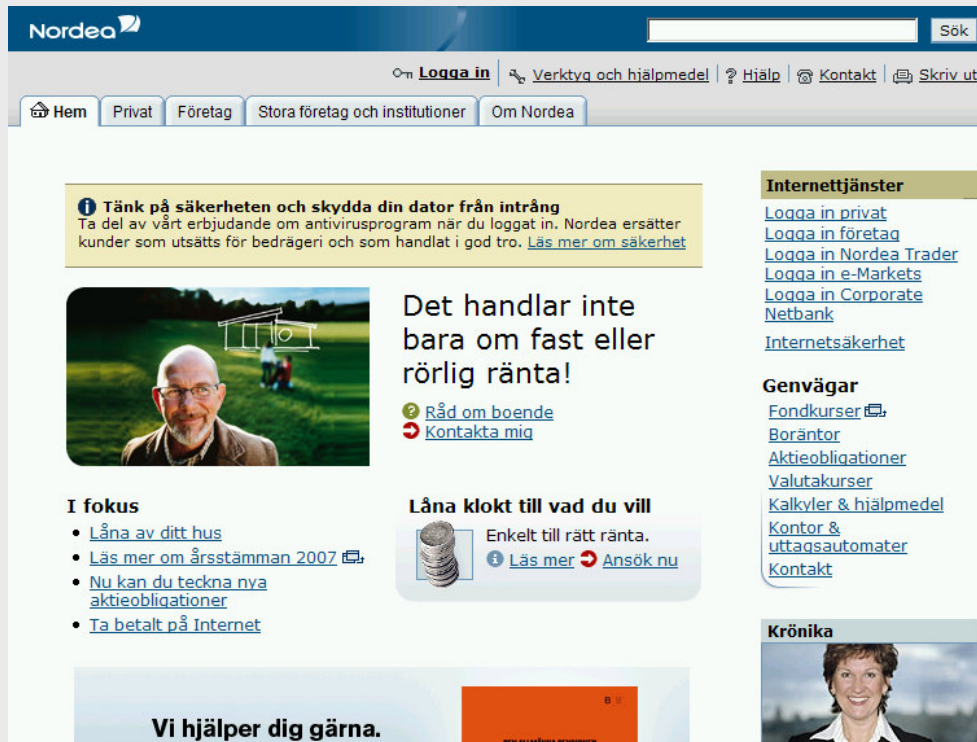 Nordea
Sök
Logga in
Verktyg och hjälpmedel
Hjälp
Kontakt
Skriv ut
Hem
Privat
Företag
Stora företag och institutioner
Om Nordea
Tänk på säkerheten och skydda din dator från intrång
Ta del av vårt erbjudande om antivirusprogram när du loggat in. Nordea ersätter
kunder som utsätts för bedrägeri och som handlat i god tro. Läs mer om säkerhet
Det handlar inte
bara om fast eller
rörlig ränta!
Råd om boende
Kontakta mig
I fokus
Låna av ditt hus
Läs mer om årsstämman 2007
Nu kan du teckna nya
aktieobligationer
Ta betalt på Internet
Låna klokt till vad du vill
Enkelt till rätt ränta.
Läs mer
Ansök nu
Vi hjälper dig gärna.
Internettjänster
Logga in privat
Logga in företag
Logga in Nordea Trader
Logga in e-Markets
Logga in Corporate
Netbank
Internetsäkerhet
Genvägar
Fondkurser
Boräntor
Aktieobligationer
Valutakurser
Kalkyler & hjälpmedel
Kontor &
uttagsautomater
Kontakt
Krönika